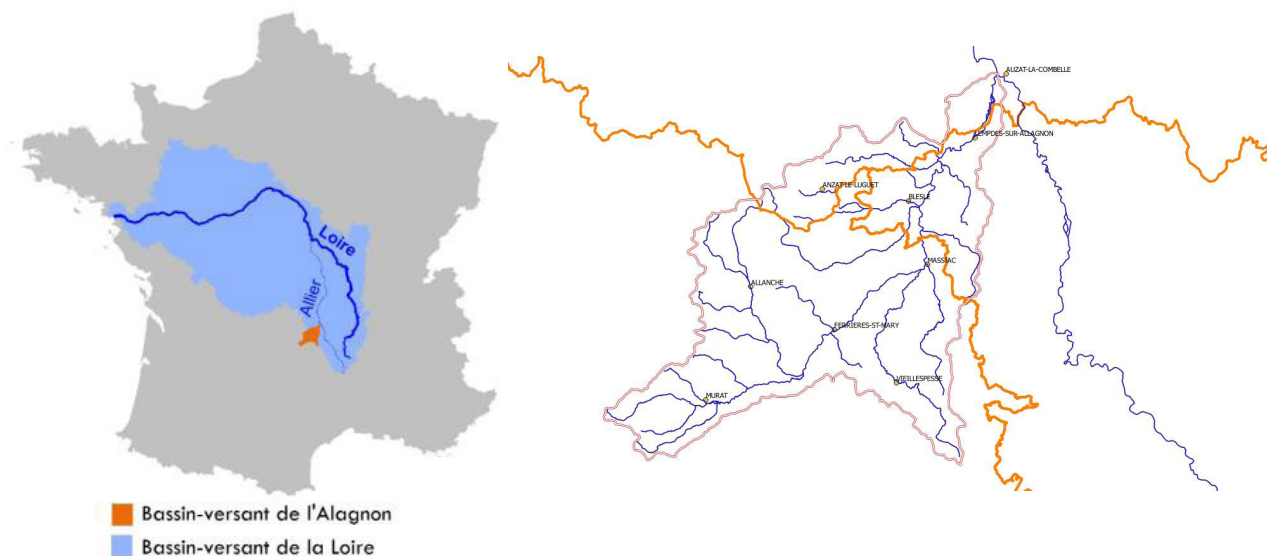 Loire
Allier
Bassin-versant de l'Alagnon
Bassin-versant de la Loire
AUZAT-LA-COMBELLE
LEMPDES-SUR-ALLAGNON
ANZAT-LE-LUGUET
BLESLE
MASSIAC
ALLANCHE
FERRIERES-ST-MARY
VIEILLESPESSE
MURAT